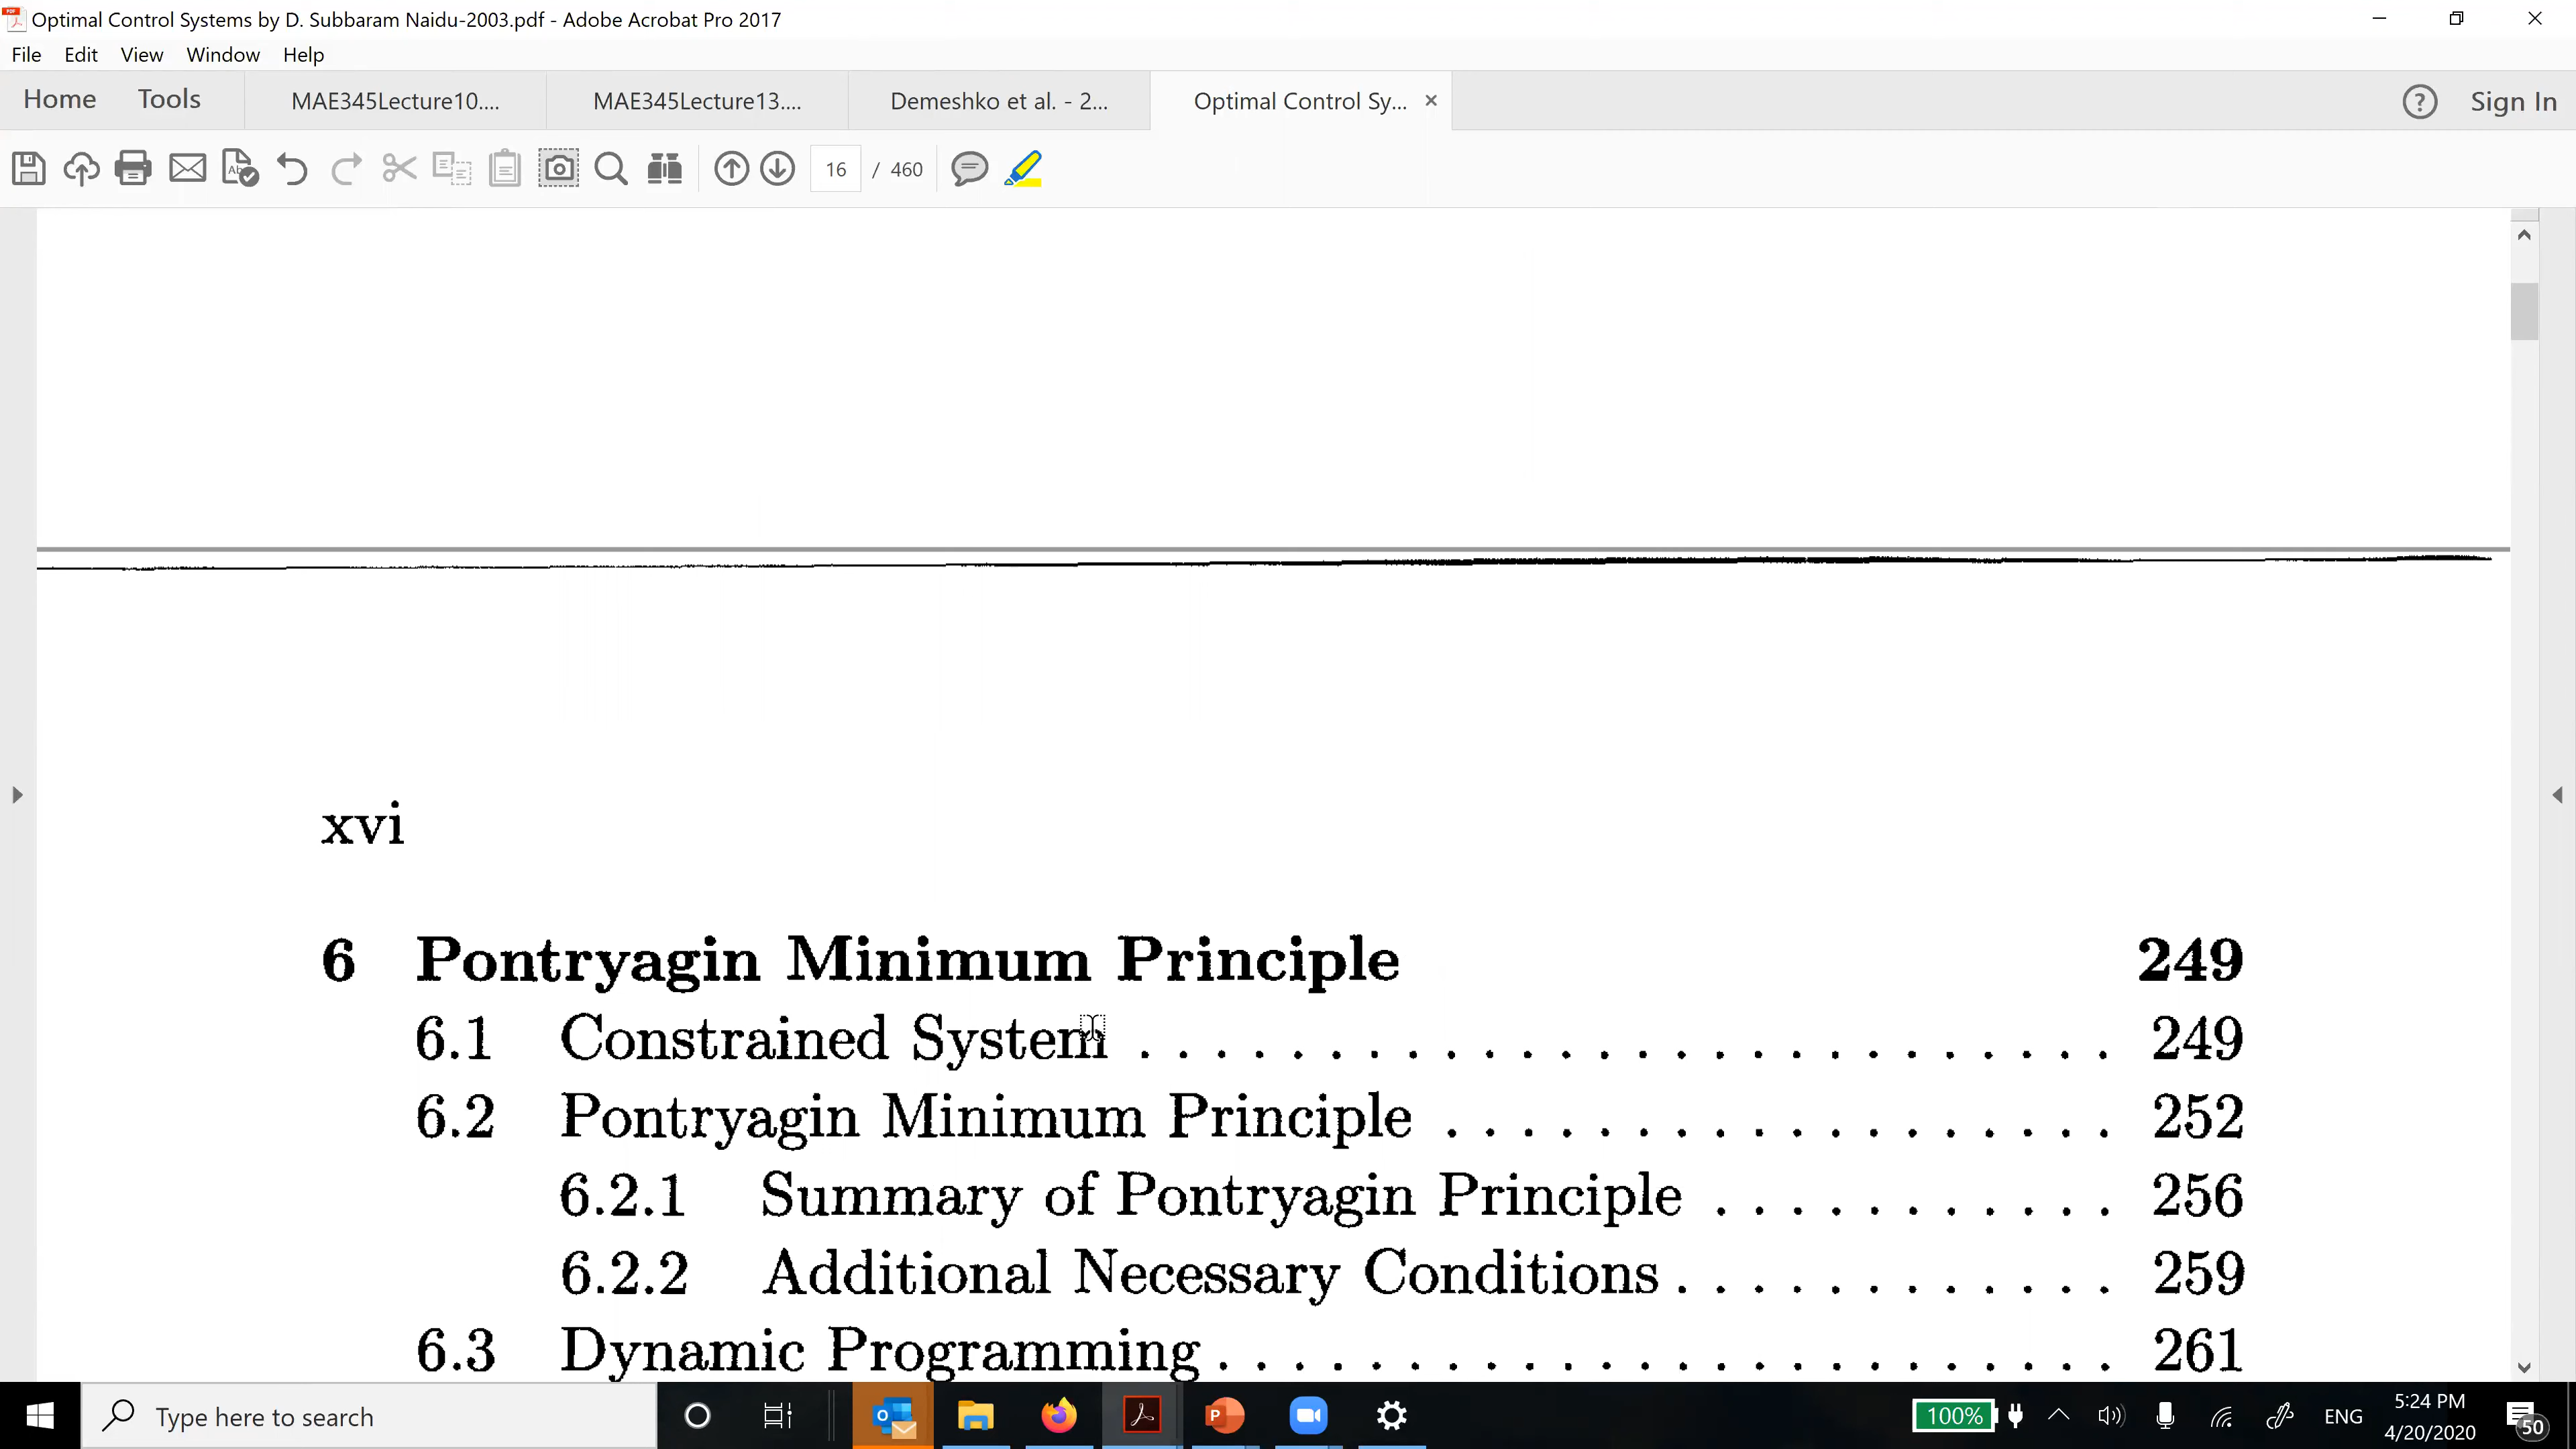 Optimal Control Systems by D. Subbaram Naidu-2003.pdf - Adobe Acrobat Pro 2017
File Edit View Window Help
Home Tools MAE345Lecture10.... MAE345Lecture13.... Demeshko et al. - 2... Optimal Control Sy... × ? Sign In
16 / 460
xvi
6 Pontryagin Minimum Principle 249
6.1 Constrained System . . . . . . . . . . . . . . . . . . . . . . . . . . 249
6.2 Pontryagin Minimum Principle . . . . . . . . . . . . . . . . . . 252
6.2.1 Summary of Pontryagin Principle . . . . . . . . . . . 256
6.2.2 Additional Necessary Conditions . . . . . . . . . . . . 259
6.3 Dynamic Programming . . . . . . . . . . . . . . . . . . . . . . . . 261
Type here to search 100% ENG 5:24 PM
4/20/2020 50